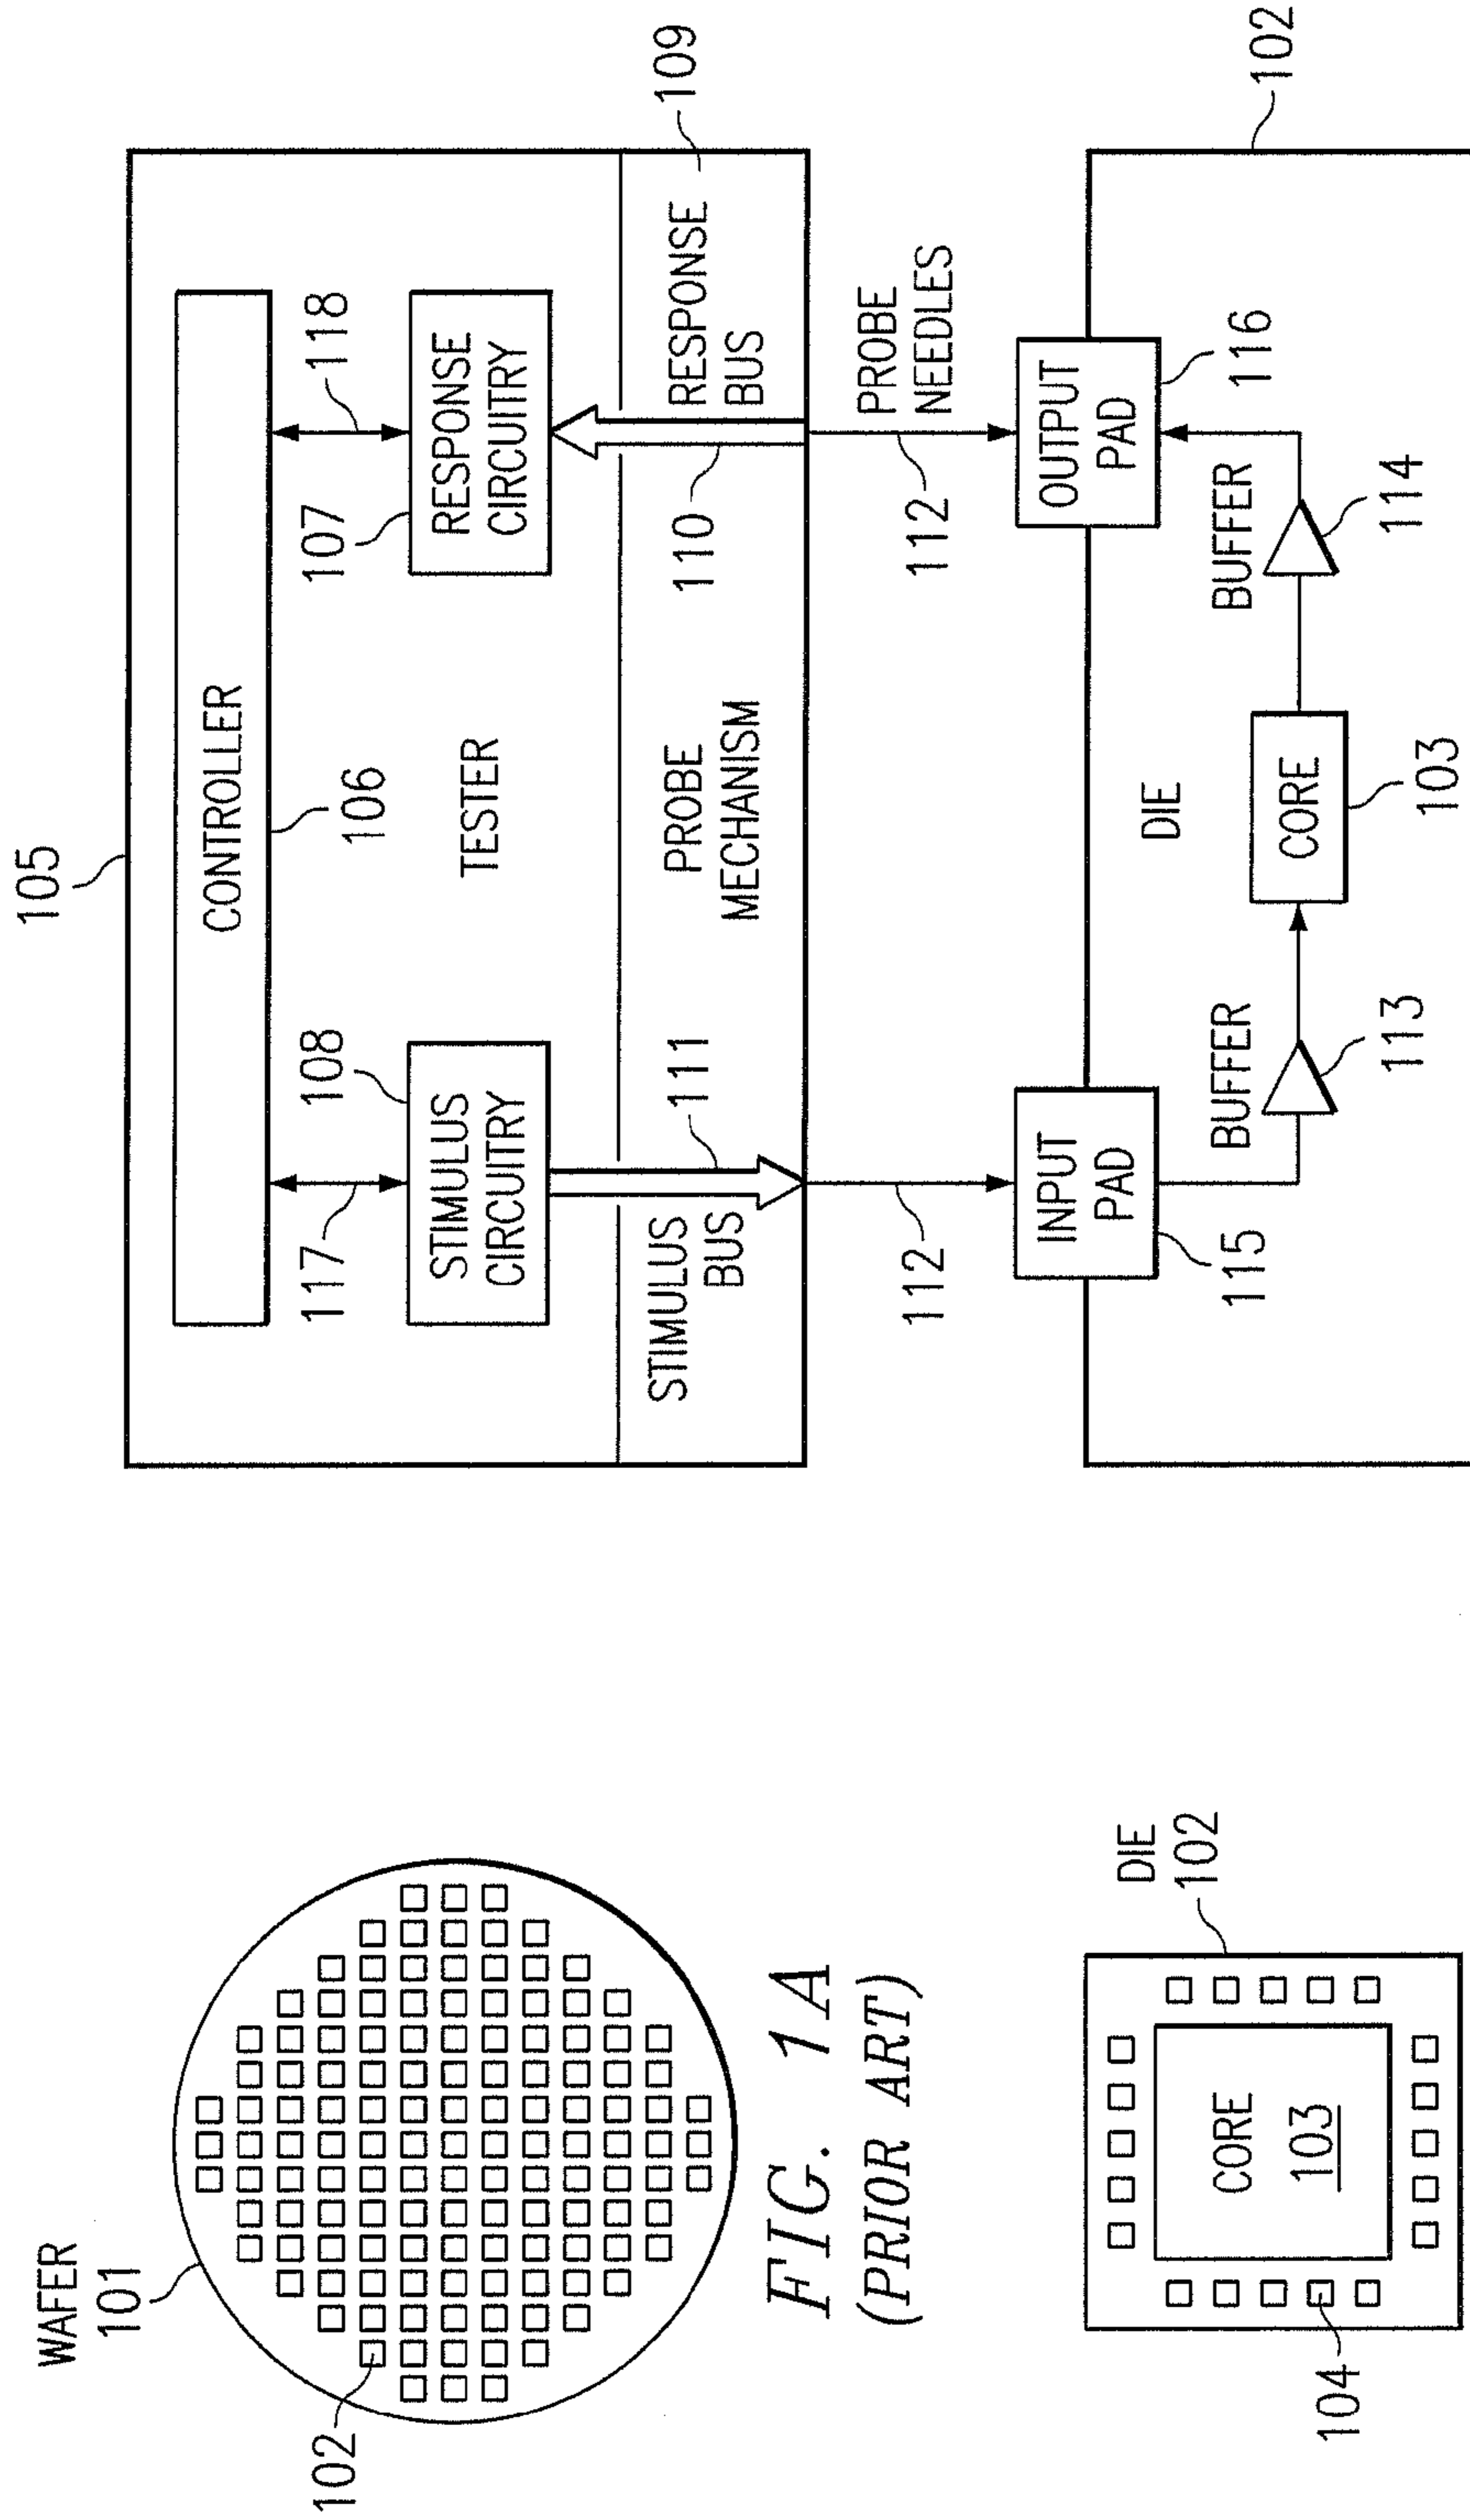 WAFER
101
102
FIG. 1A
(PRIOR ART)
DIE
102
CORE
103
104
105
CONTROLLER
106
117
118
108
107
STIMULUS
CIRCUITRY
TESTER
RESPONSE
CIRCUITRY
109
STIMULUS
BUS
111
PROBE
MECHANISM
110
RESPONSE
BUS
112
112
PROBE
NEEDLES
INPUT
PAD
115
OUTPUT
PAD
116
DIE
102
BUFFER
113
CORE
103
BUFFER
114